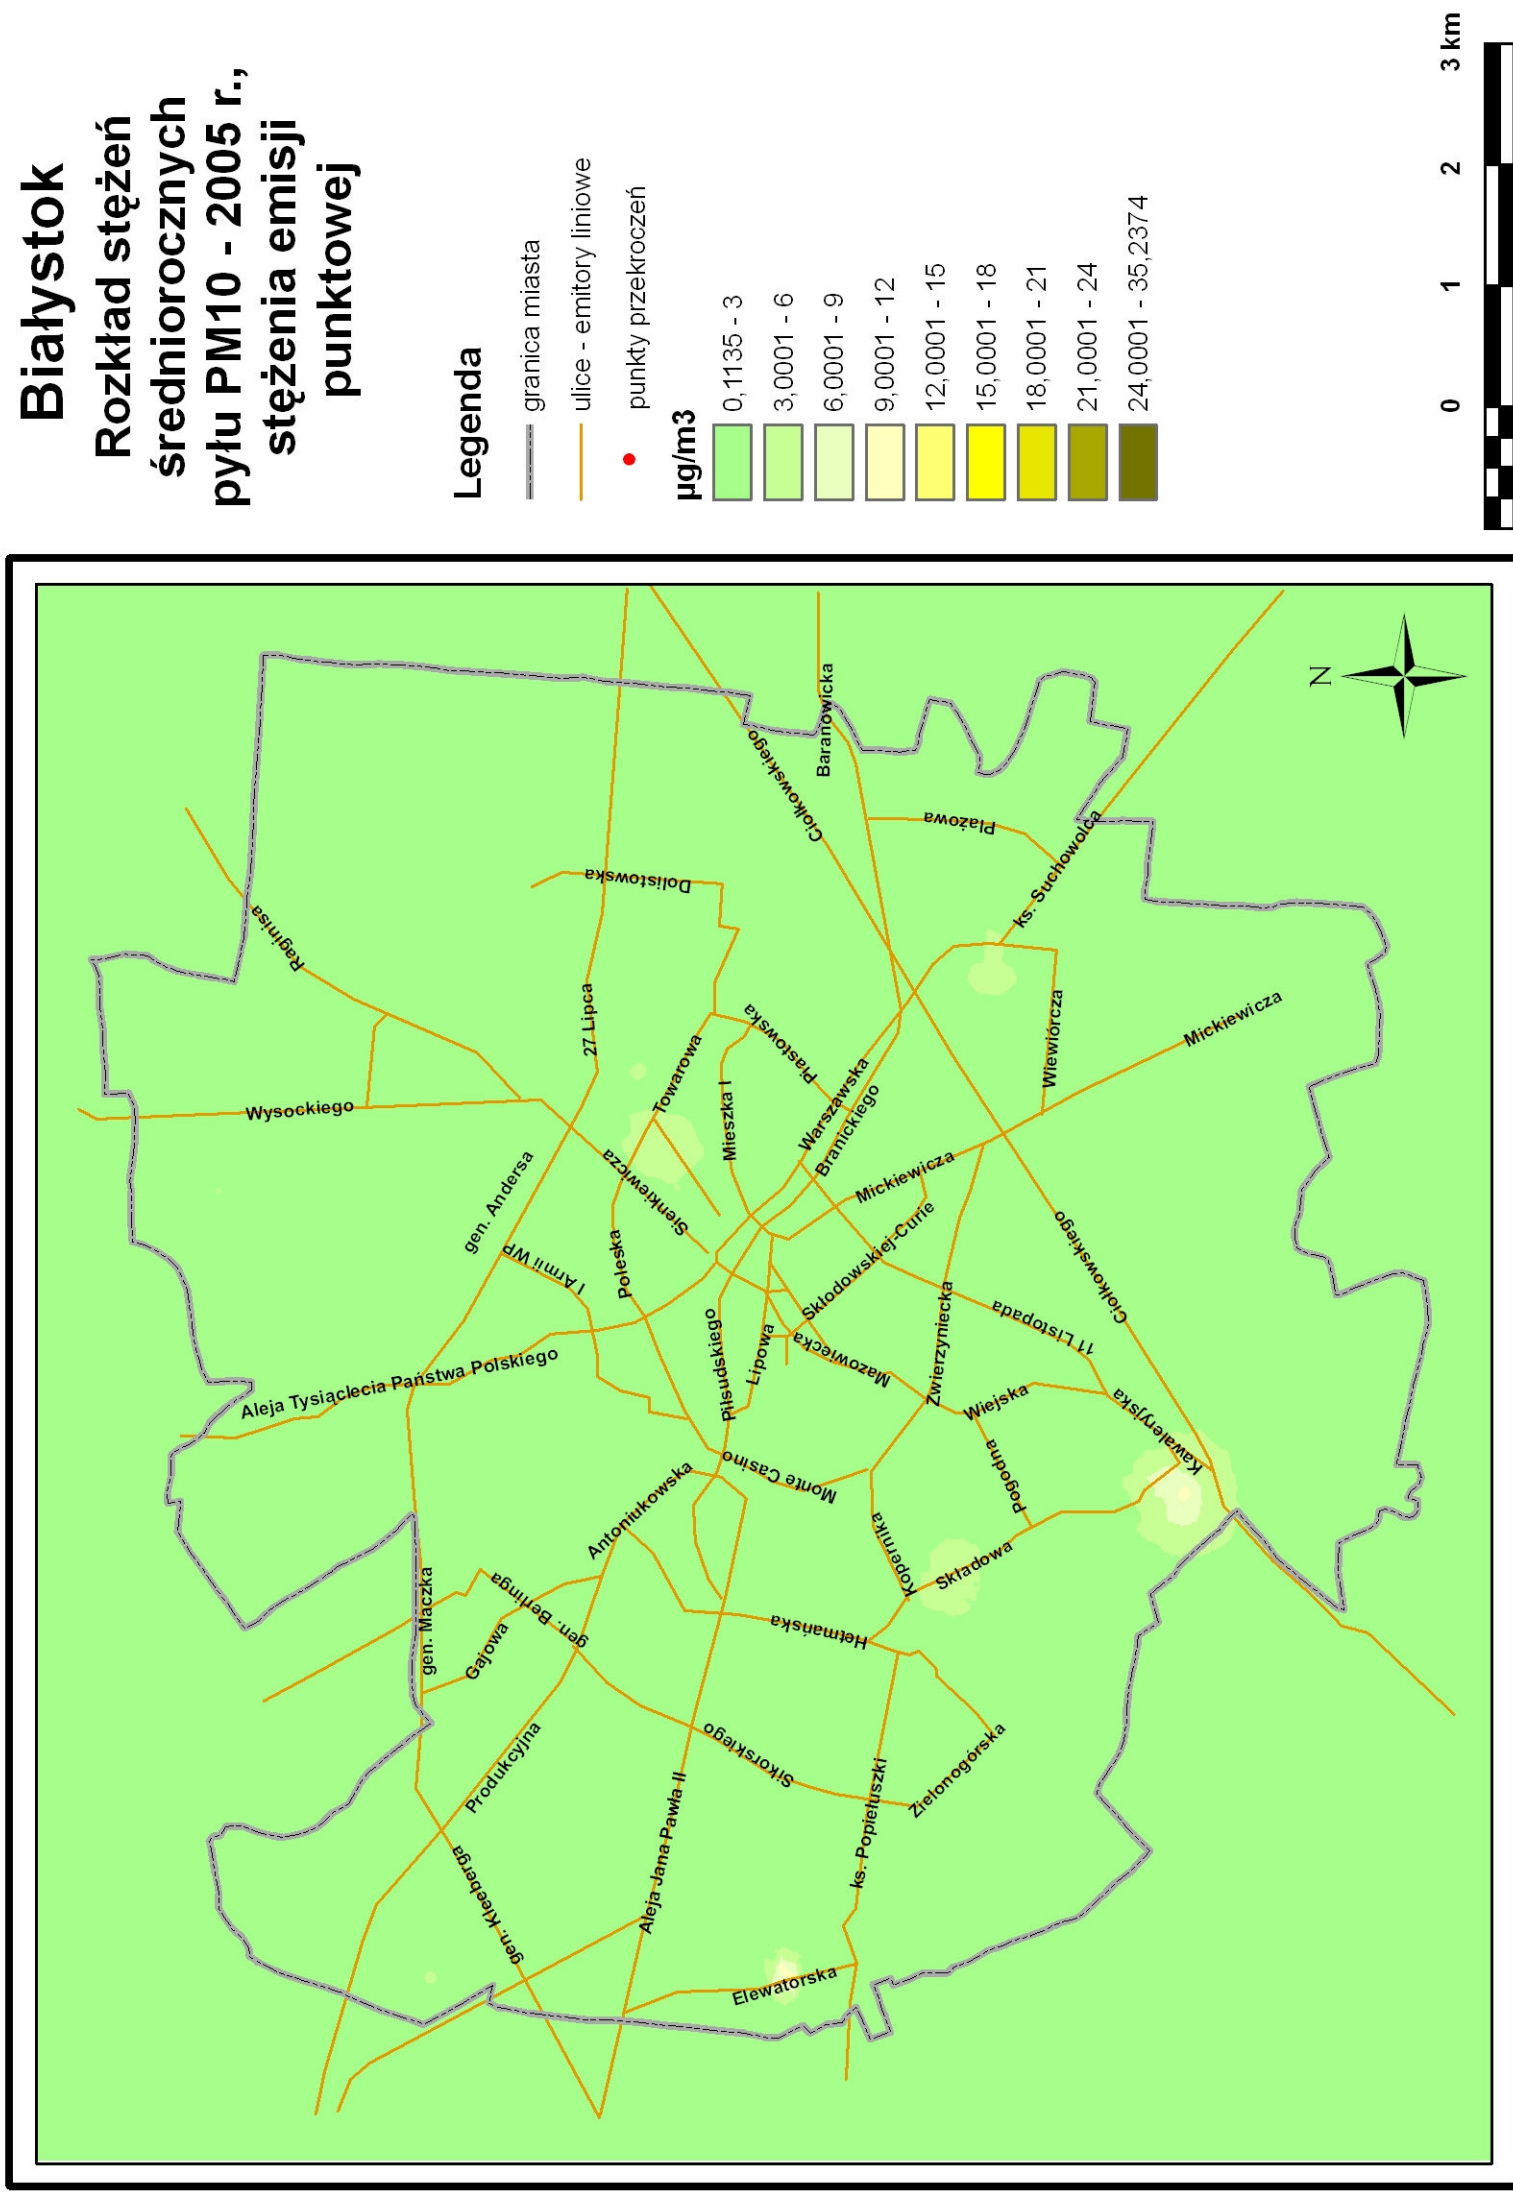 Białystok
Rozkład stężeń
średniorocznych
pyłu PM10 - 2005 r.,
stężenia emisji
punktowej
Legenda
granica miasta
ulice - emitory liniowe
punkty przekroczeń
µg/m3
0,1135 - 3
3,0001 - 6
6,0001 - 9
9,0001 - 12
12,0001 - 15
15,0001 - 18
18,0001 - 21
21,0001 - 24
24,0001 - 35,2374
0 1 2 3 km
N
Raginisa
Wysockiego
Aleja Tysiąclecia Państwa Polskiego
gen. Maczka
gen. Andersa
27 Lipca
Dolistowska
I Armii WP
Sienkiewicza
Poleska
Towarowa
Mieszka I
Piastowska
Ciołkowskiego
Baranowicka
Plażowa
ks. Suchowolca
Warszawska
Branickiego
Wiewiórcza
Mickiewicza
Mickiewicza
Skłodowskiej-Curie
Piłsudskiego
Lipowa
Mazowiecka
Zwierzyniecka
11 Listopada
Ciołkowskiego
Wiejska
Kawaleryjska
Pogodna
Monte Casino
Antoniukowska
Kopernika
Składowa
Hetmańska
gen. Berlinga
Gajowa
Produkcyjna
Sikorskiego
gen. Kleeberga
Aleja Jana Pawła II
ks. Popiełuszki
Zielonogórska
Elewatorska